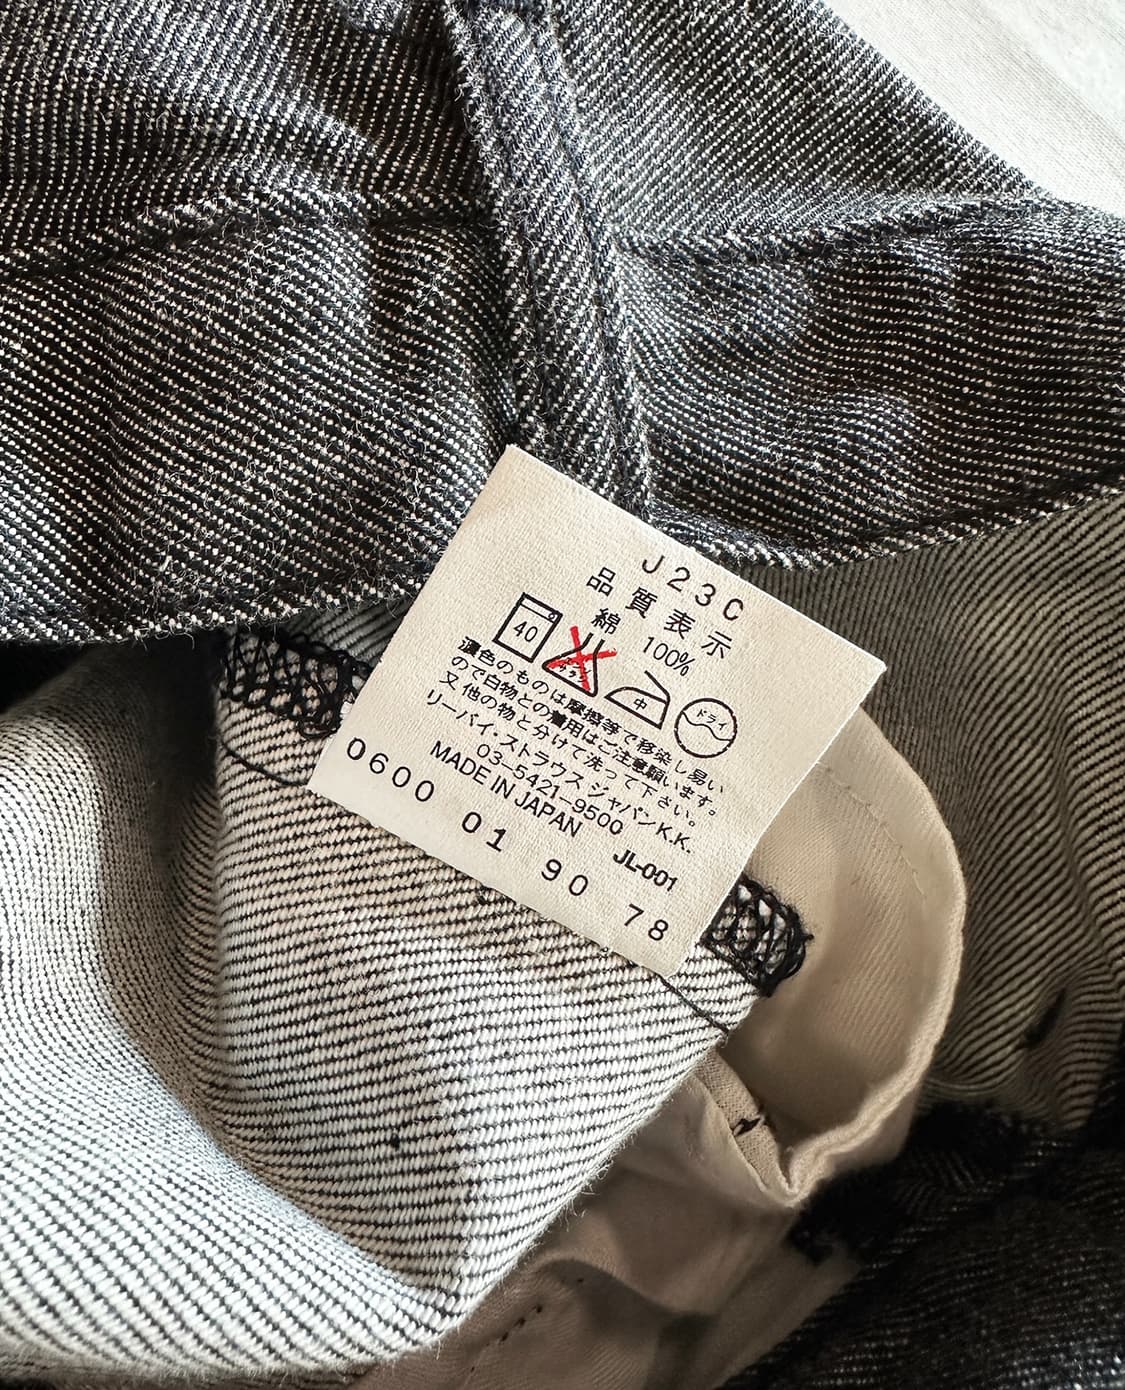 J23C
品質表示
綿 100%
40 中 ドライ
濃色のものは摩擦等で移染し易い
ので白物との着用はご注意願います。
又他の物と分けて洗って下さい。
リーバイ・ストラウス ジャパンK.K.
03-5421-9500
MADE IN JAPAN
JL-001
0600 01 90 78